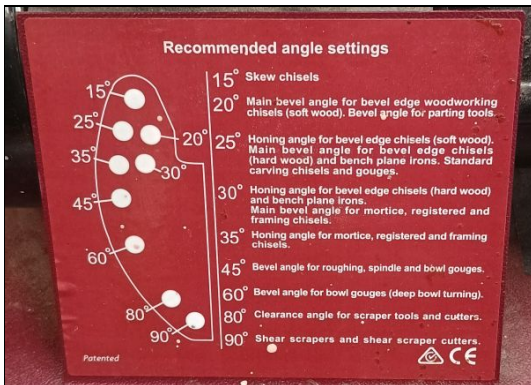 Recommended angle settings
15°
25°
20°
35°
30°
45°
60°
80°
90°
15° Skew chisels
20° Main bevel angle for bevel edge woodworking
chisels (soft wood). Bevel angle for parting tools.
25° Honing angle for bevel edge chisels (soft wood).
Main bevel angle for bevel edge chisels
(hard wood) and bench plane irons. Standard
carving chisels and gouges.
30° Honing angle for bevel edge chisels (hard wood)
and bench plane irons.
Main bevel angle for mortice, registered and
framing chisels.
35° Honing angle for mortice, registered and framing
chisels.
45° Bevel angle for roughing, spindle and bowl gouges.
60° Bevel angle for bowl gouges (deep bowl turning).
80° Clearance angle for scraper tools and cutters.
90° Shear scrapers and shear scraper cutters.
Patented
CE